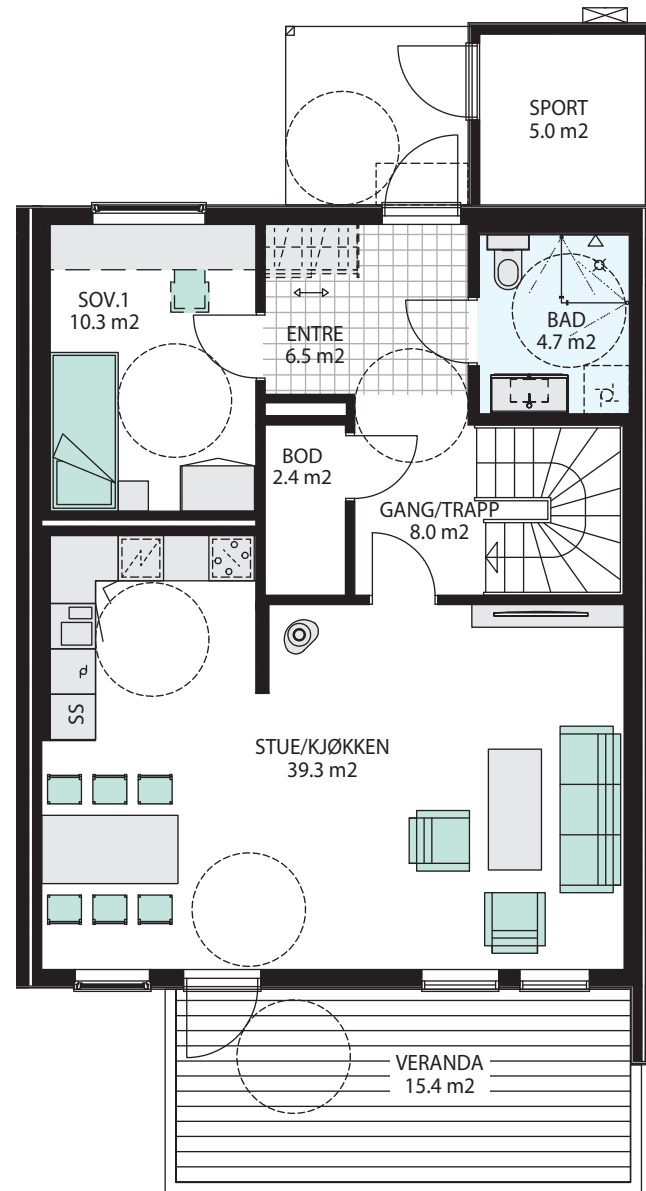 SPORT
5.0 m2
SOV.1
10.3 m2
ENTRE
6.5 m2
BAD
4.7 m2
BOD
2.4 m2
GANG/TRAPP
8.0 m2
SS
STUE/KJØKKEN
39.3 m2
VERANDA
15.4 m2